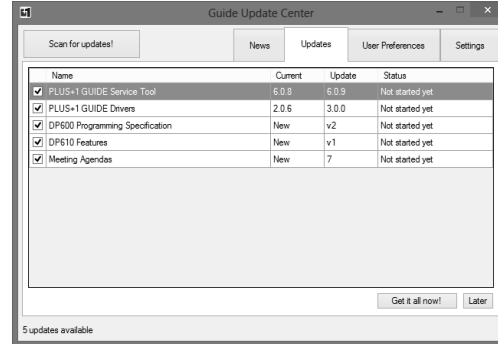 Guide Update Center
Scan for updates! News Updates User Preferences Settings
Name Current Update Status
PLUS+1 GUIDE Service Tool 6.0.8 6.0.9 Not started yet
PLUS+1 GUIDE Drivers 2.0.6 3.0.0 Not started yet
DP600 Programming Specification New v2 Not started yet
DP610 Features New v1 Not started yet
Meeting Agendas New 7 Not started yet
Get it all now! Later
5 updates available